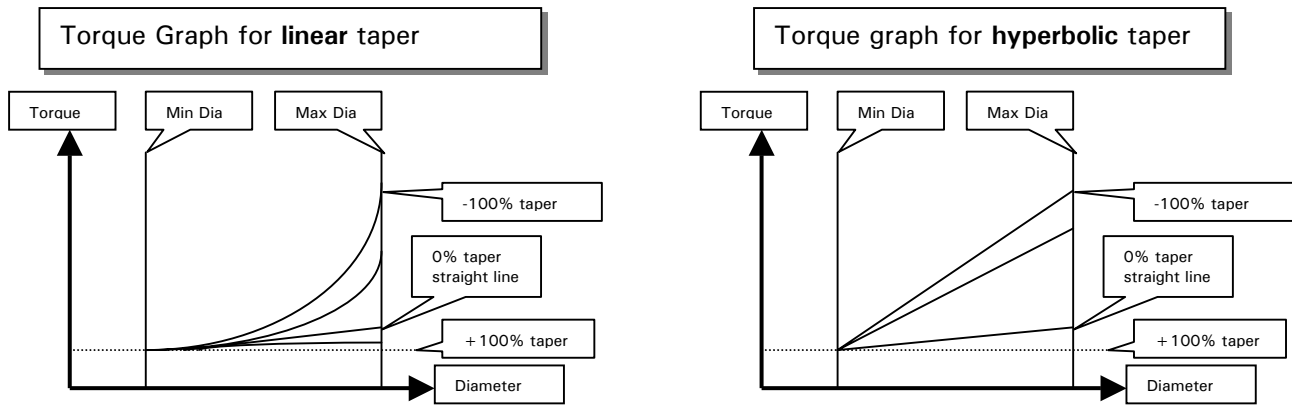 Torque Graph for linear taper
Torque
Min Dia
Max Dia
-100% taper
0% taper
straight line
+100% taper
Diameter
Torque graph for hyperbolic taper
Torque
Min Dia
Max Dia
-100% taper
0% taper
straight line
+100% taper
Diameter